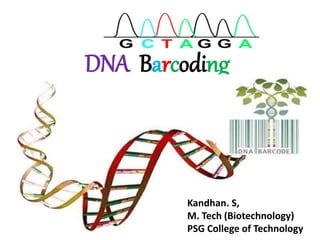 G C T A G G A
DNA Barcoding
DNA BARCODE
Kandhan. S,
M. Tech (Biotechnology)
PSG College of Technology